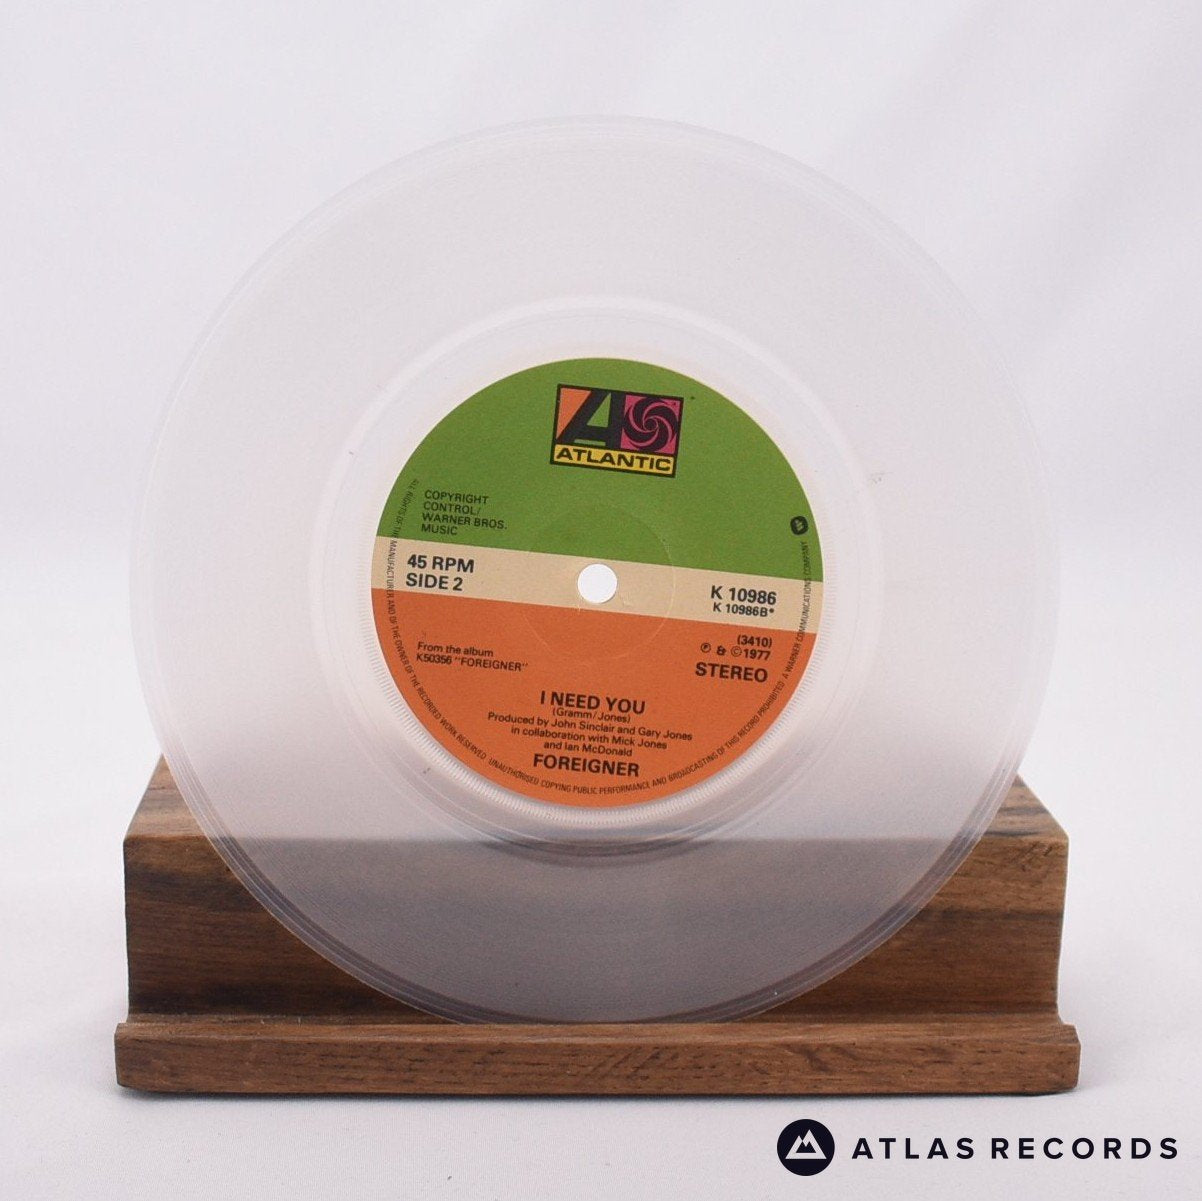 ATLANTIC
COPYRIGHT
CONTROL/
WARNER BROS.
MUSIC
45 RPM
SIDE 2
K 10986
K 10986B*
(3410)
℗ & ©1977
STEREO
From the album
K50356 "FOREIGNER"
I NEED YOU
(Gramm/Jones)
Produced by John Sinclair and Gary Jones
in collaboration with Mick Jones
and Ian McDonald
FOREIGNER
ALL RIGHTS OF THE MANUFACTURER AND OF THE OWNER OF THE RECORDED WORK RESERVED. UNAUTHORISED COPYING PUBLIC PERFORMANCE AND BROADCASTING OF THIS RECORD PROHIBITED. A WARNER COMMUNICATIONS COMPANY
ATLAS RECORDS